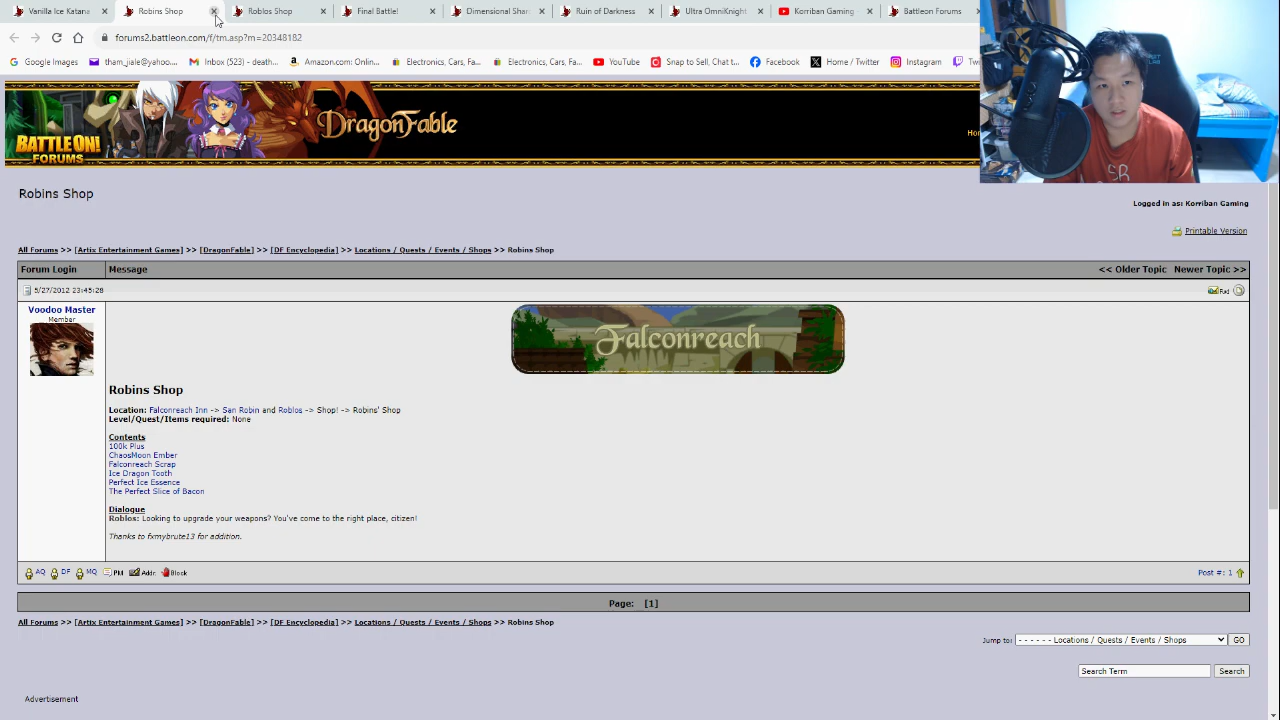 Vanilla Ice Katana
Robins Shop
Roblos Shop
Final Battle!
Dimensional Shar
Ruin of Darkness
Ultra OmniKnight
Korriban Gaming
Battleon Forums
forums2.battleon.com/f/tm.asp?m=20348182
Google Images
tham_jiale@yahoo....
Inbox (523) - death...
Amazon.com: Onlin...
Electronics, Cars, Fa...
Electronics, Cars, Fa...
YouTube
Snap to Sell, Chat t...
Facebook
Home / Twitter
Instagram
BATTLEON!
FORUMS
DragonFable
Robins Shop
Logged in as: Korriban Gaming
Printable Version
All Forums >> [Artix Entertainment Games] >> [DragonFable] >> [DF Encyclopedia] >> Locations / Quests / Events / Shops >> Robins Shop
Forum Login
Message
<< Older Topic Newer Topic >>
5/27/2012 23:45:28
Fxd
Voodoo Master
Member
Falconreach
Robins Shop
Location: Falconreach Inn -> San Robin and Roblos -> Shop! -> Robins' Shop
Level/Quest/Items required: None
Contents
100k Plus
ChaosMoon Ember
Falconreach Scrap
Ice Dragon Tooth
Perfect Ice Essence
The Perfect Slice of Bacon
Dialogue
Roblos: Looking to upgrade your weapons? You've come to the right place, citizen!
Thanks to fxmybrute13 for addition.
AQ DF MQ PM Addr. Block
Post #: 1
Page: [1]
All Forums >> [Artix Entertainment Games] >> [DragonFable] >> [DF Encyclopedia] >> Locations / Quests / Events / Shops >> Robins Shop
Jump to: - - - - - - Locations / Quests / Events / Shops GO
Search Term Search
Advertisement